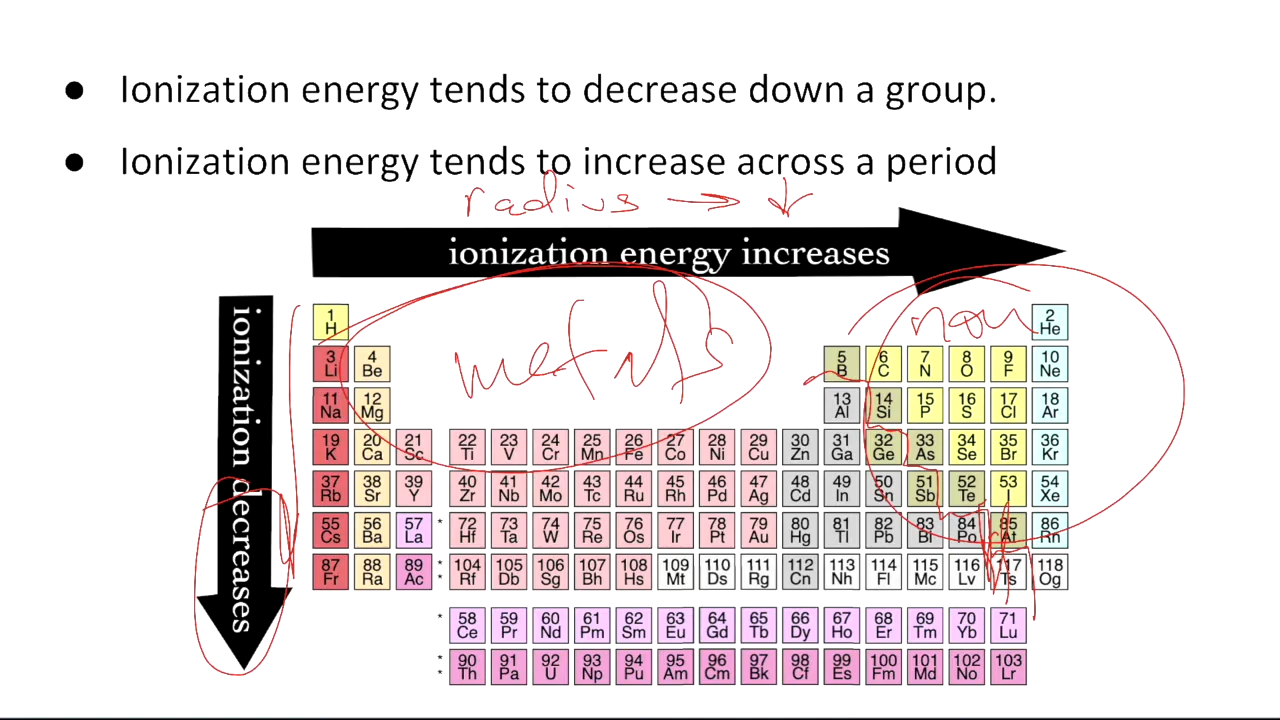 ● Ionization energy tends to decrease down a group.
● Ionization energy tends to increase across a period
radius → ↓
ionization energy increases
ionization energy decreases
metals
non
1 2
H He
3 4 5 6 7 8 9 10
Li Be B C N O F Ne
11 12 13 14 15 16 17 18
Na Mg Al Si P S Cl Ar
19 20 21 22 23 24 25 26 27 28 29 30 31 32 33 34 35 36
K Ca Sc Ti V Cr Mn Fe Co Ni Cu Zn Ga Ge As Se Br Kr
37 38 39 40 41 42 43 44 45 46 47 48 49 50 51 52 53 54
Rb Sr Y Zr Nb Mo Tc Ru Rh Pd Ag Cd In Sn Sb Te I Xe
55 56 57 * 72 73 74 75 76 77 78 79 80 81 82 83 84 85 86
Cs Ba La Hf Ta W Re Os Ir Pt Au Hg Tl Pb Bi Po At Rn
87 88 89 * 104 105 106 107 108 109 110 111 112 113 114 115 116 117 118
Fr Ra Ac * Rf Db Sg Bh Hs Mt Ds Rg Cn Nh Fl Mc Lv Ts Og
* 58 59 60 61 62 63 64 65 66 67 68 69 70 71
Ce Pr Nd Pm Sm Eu Gd Tb Dy Ho Er Tm Yb Lu
* 90 91 92 93 94 95 96 97 98 99 100 101 102 103
* Th Pa U Np Pu Am Cm Bk Cf Es Fm Md No Lr